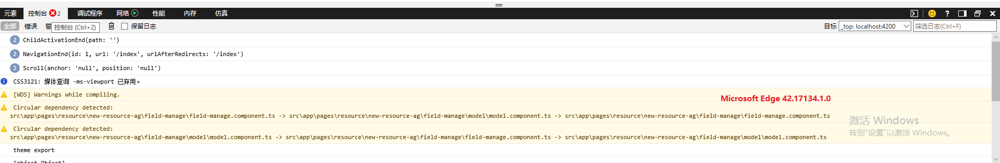 元素 控制台 2 调试程序 网络 性能 内存 仿真 ?
全部 错误 警 控制台 (Ctrl+2) 保留日志 目标 _top: localhost:4200 筛选日志(Ctrl+F)
2 ChildActivationEnd(path: '')
2 NavigationEnd(id: 1, url: '/index', urlAfterRedirects: '/index')
2 Scroll(anchor: 'null', position: 'null')
CSS3121: 媒体查询 -ms-viewport 已弃用。
[WDS] Warnings while compiling.
Microsoft Edge 42.17134.1.0
Circular dependency detected:
src\app\pages\resource\new-resource-ag\field-manage\field-manage.component.ts -> src\app\pages\resource\new-resource-ag\field-manage\model\model.component.ts -> src\app\pages\resource\new-resource-ag\field-manage\field-manage.component.ts
激活 Windows
Circular dependency detected:
转到"设置"以激活 Windows。
src\app\pages\resource\new-resource-ag\field-manage\model\model.component.ts -> src\app\pages\resource\new-resource-ag\field-manage\field-manage.component.ts -> src\app\pages\resource\new-resource-ag\field-manage\model\model.component.ts
theme export
[object Object]